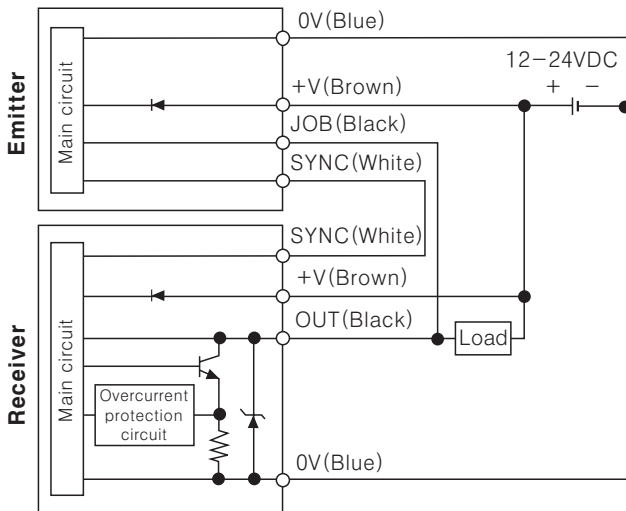 Emitter
Main circuit
0V(Blue)
12-24VDC
+ -
+V(Brown)
JOB(Black)
SYNC(White)
Receiver
Main circuit
SYNC(White)
+V(Brown)
OUT(Black)
Load
Overcurrent
protection
circuit
0V(Blue)